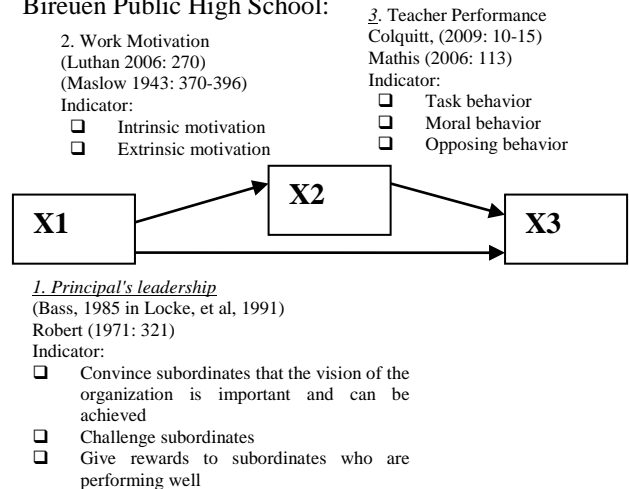 Bireuen Public High School:
2. Work Motivation
(Luthan 2006: 270)
(Maslow 1943: 370-396)
Indicator:
❑ Intrinsic motivation
❑ Extrinsic motivation
3. Teacher Performance
Colquitt, (2009: 10-15)
Mathis (2006: 113)
Indicator:
❑ Task behavior
❑ Moral behavior
❑ Opposing behavior
X1
X2
X3
1. Principal's leadership
(Bass, 1985 in Locke, et al, 1991)
Robert (1971: 321)
Indicator:
❑ Convince subordinates that the vision of the
organization is important and can be
achieved
❑ Challenge subordinates
❑ Give rewards to subordinates who are
performing well